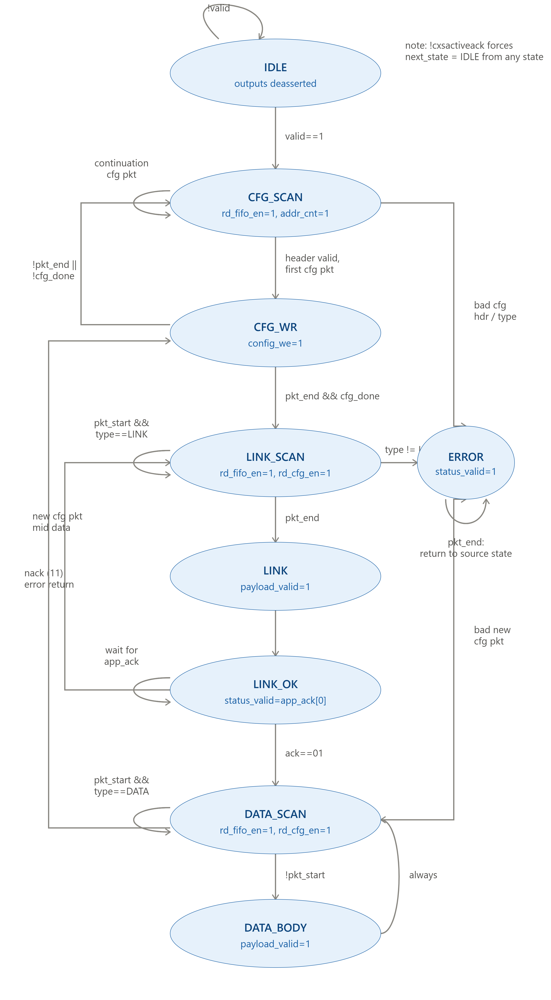 !valid
note: !cxsactiveack forces
next_state = IDLE from any state
IDLE
outputs deasserted
valid==1
continuation
cfg pkt
CFG_SCAN
rd_fifo_en=1, addr_cnt=1
!pkt_end ||
!cfg_done
header valid,
first cfg pkt
bad cfg
hdr / type
CFG_WR
config_we=1
pkt_end && cfg_done
pkt_start &&
type==LINK
LINK_SCAN
rd_fifo_en=1, rd_cfg_en=1
type !=
ERROR
status_valid=1
new cfg pkt
mid data
pkt_end
pkt_end:
return to source state
nack (11)
error return
LINK
payload_valid=1
bad new
cfg pkt
wait for
app_ack
LINK_OK
status_valid=app_ack[0]
ack==01
pkt_start &&
type==DATA
DATA_SCAN
rd_fifo_en=1, rd_cfg_en=1
!pkt_start
always
DATA_BODY
payload_valid=1